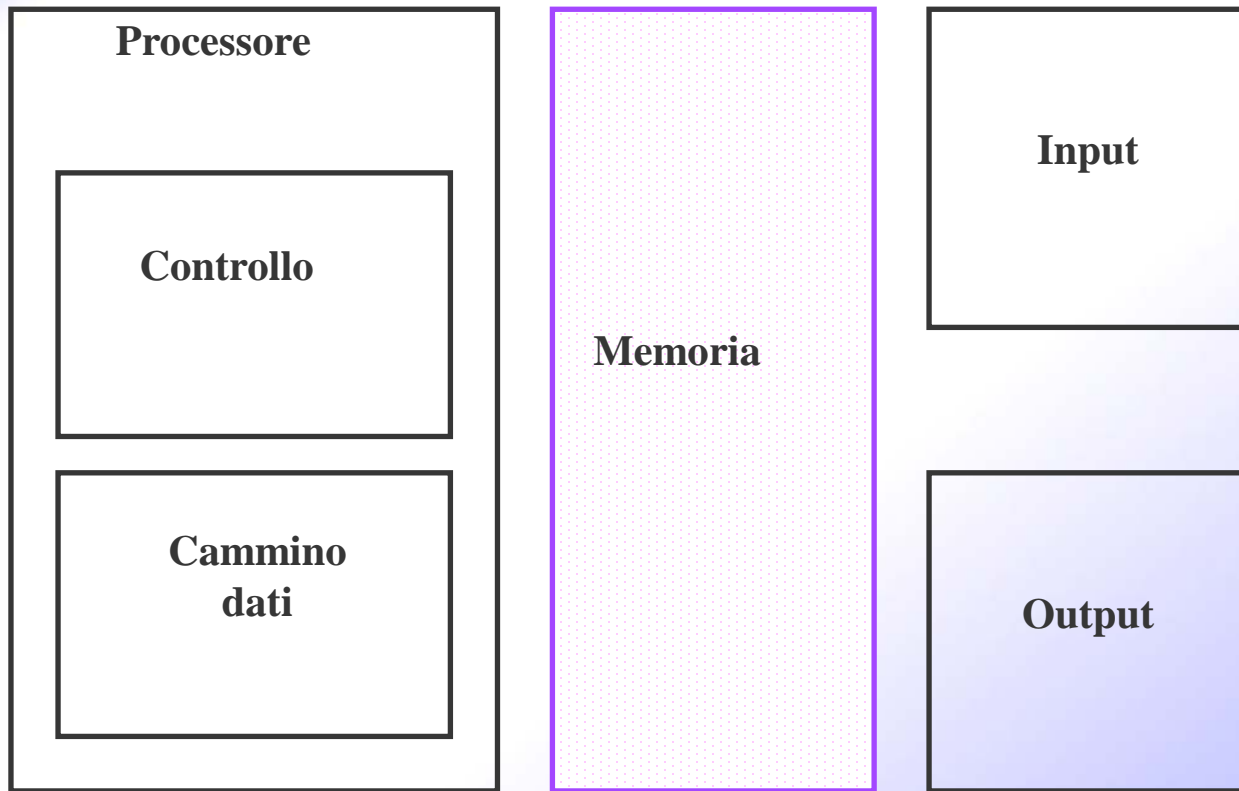 Processore
Controllo
Cammino
dati
Memoria
Input
Output